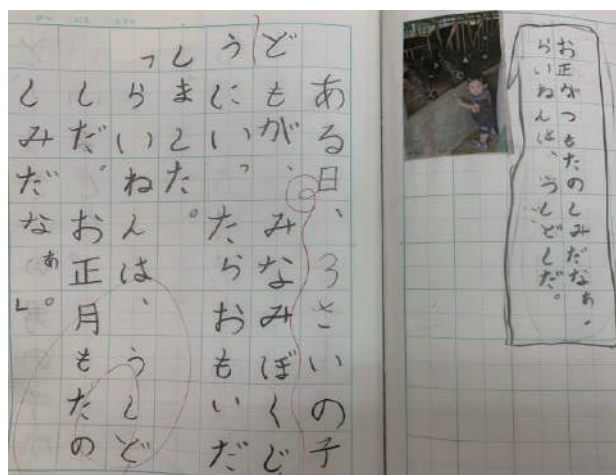 お正がつもたのしみだなぁ。
らいねんは、うしどしだ。
ある日、3さいの子
どもが、みなみぼくじ
うにいったらおもいだ
しました。
「らいねんは、うしど
しだ。お正月もたの
しみだなぁ。」